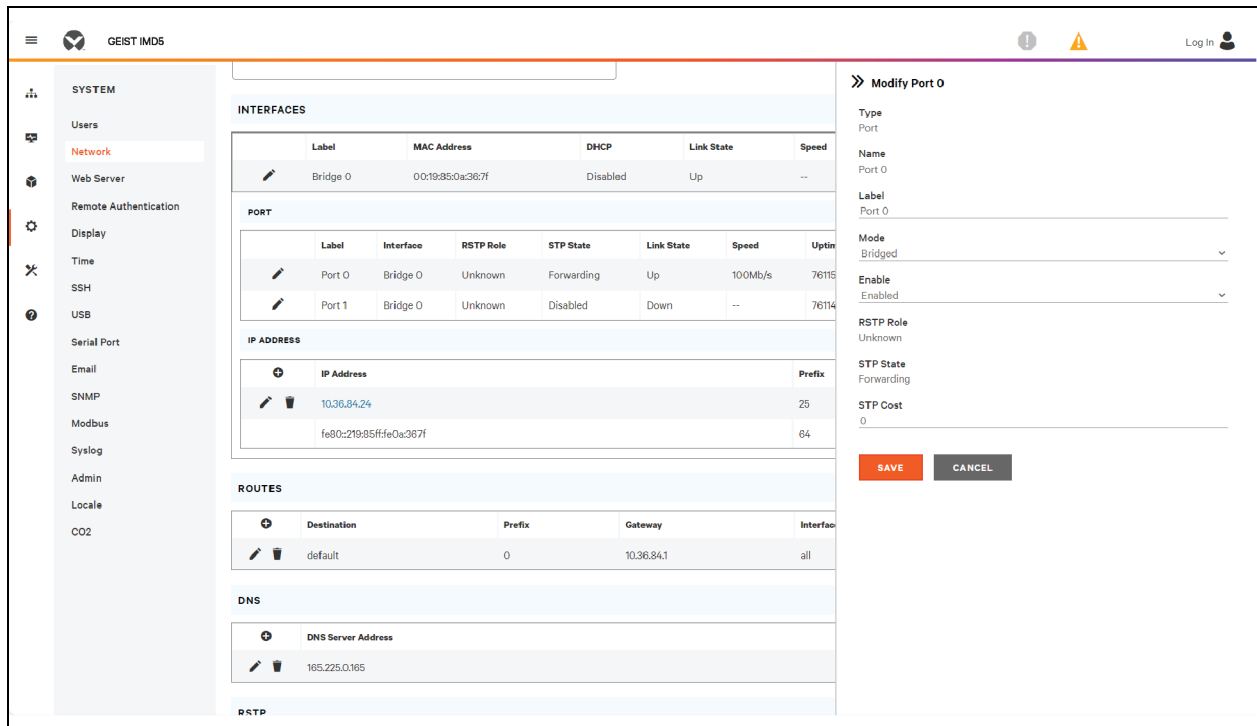 GEIST IMD5
Log In
SYSTEM
Users
Network
Web Server
Remote Authentication
Display
Time
SSH
USB
Serial Port
Email
SNMP
Modbus
Syslog
Admin
Locale
CO2
INTERFACES
Label MAC Address DHCP Link State Speed
Bridge 0 00:19:85:0a:36:7f Disabled Up --
PORT
Label Interface RSTP Role STP State Link State Speed Uptim
Port 0 Bridge 0 Unknown Forwarding Up 100Mb/s 76115
Port 1 Bridge 0 Unknown Disabled Down -- 76114
IP ADDRESS
IP Address Prefix
10.36.84.24 25
fe80::219:85ff:fe0a:367f 64
ROUTES
Destination Prefix Gateway Interfac
default 0 10.36.84.1 all
DNS
DNS Server Address
165.225.0.165
RSTP
Modify Port 0
Type
Port
Name
Port 0
Label
Port 0
Mode
Bridged
Enable
Enabled
RSTP Role
Unknown
STP State
Forwarding
STP Cost
0
SAVE CANCEL